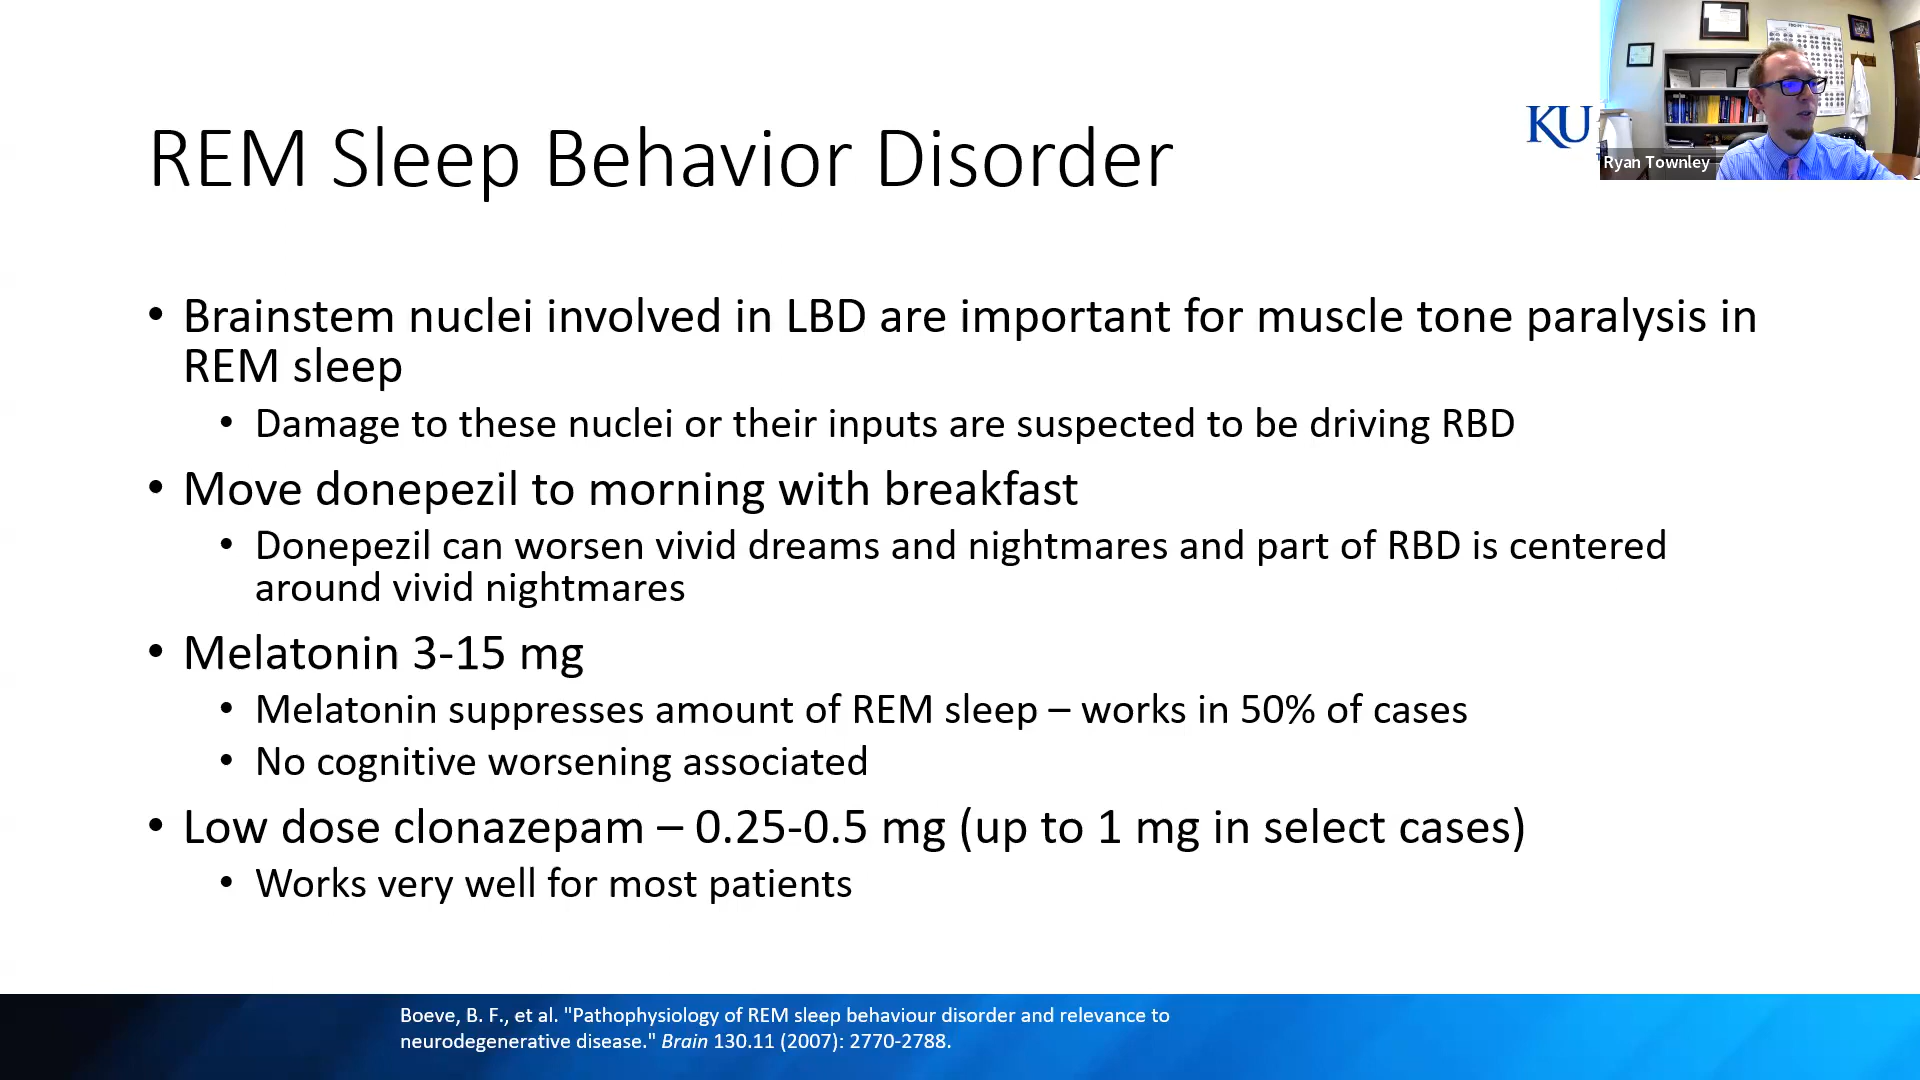 REM Sleep Behavior Disorder
KU
Ryan Townley
• Brainstem nuclei involved in LBD are important for muscle tone paralysis in
REM sleep
• Damage to these nuclei or their inputs are suspected to be driving RBD
• Move donepezil to morning with breakfast
• Donepezil can worsen vivid dreams and nightmares and part of RBD is centered
around vivid nightmares
• Melatonin 3-15 mg
• Melatonin suppresses amount of REM sleep – works in 50% of cases
• No cognitive worsening associated
• Low dose clonazepam – 0.25-0.5 mg (up to 1 mg in select cases)
• Works very well for most patients
Boeve, B. F., et al. "Pathophysiology of REM sleep behaviour disorder and relevance to
neurodegenerative disease." Brain 130.11 (2007): 2770-2788.